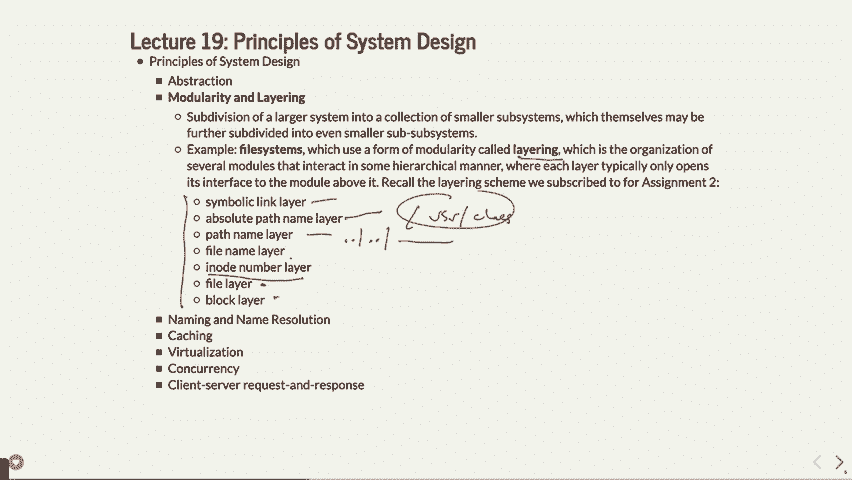 Lecture 19: Principles of System Design
Principles of System Design
Abstraction
Modularity and Layering
Subdivision of a larger system into a collection of smaller subsystems, which themselves may be
further subdivided into even smaller sub-subsystems.
Example: filesystems, which use a form of modularity called layering, which is the organization of
several modules that interact in some hierarchical manner, where each layer typically only opens
its interface to the module above it. Recall the layering scheme we subscribed to for Assignment 2:
symbolic link layer
absolute path name layer /usr/class
path name layer ../../
file name layer
inode number layer
file layer
block layer
Naming and Name Resolution
Caching
Virtualization
Concurrency
Client-server request-and-response